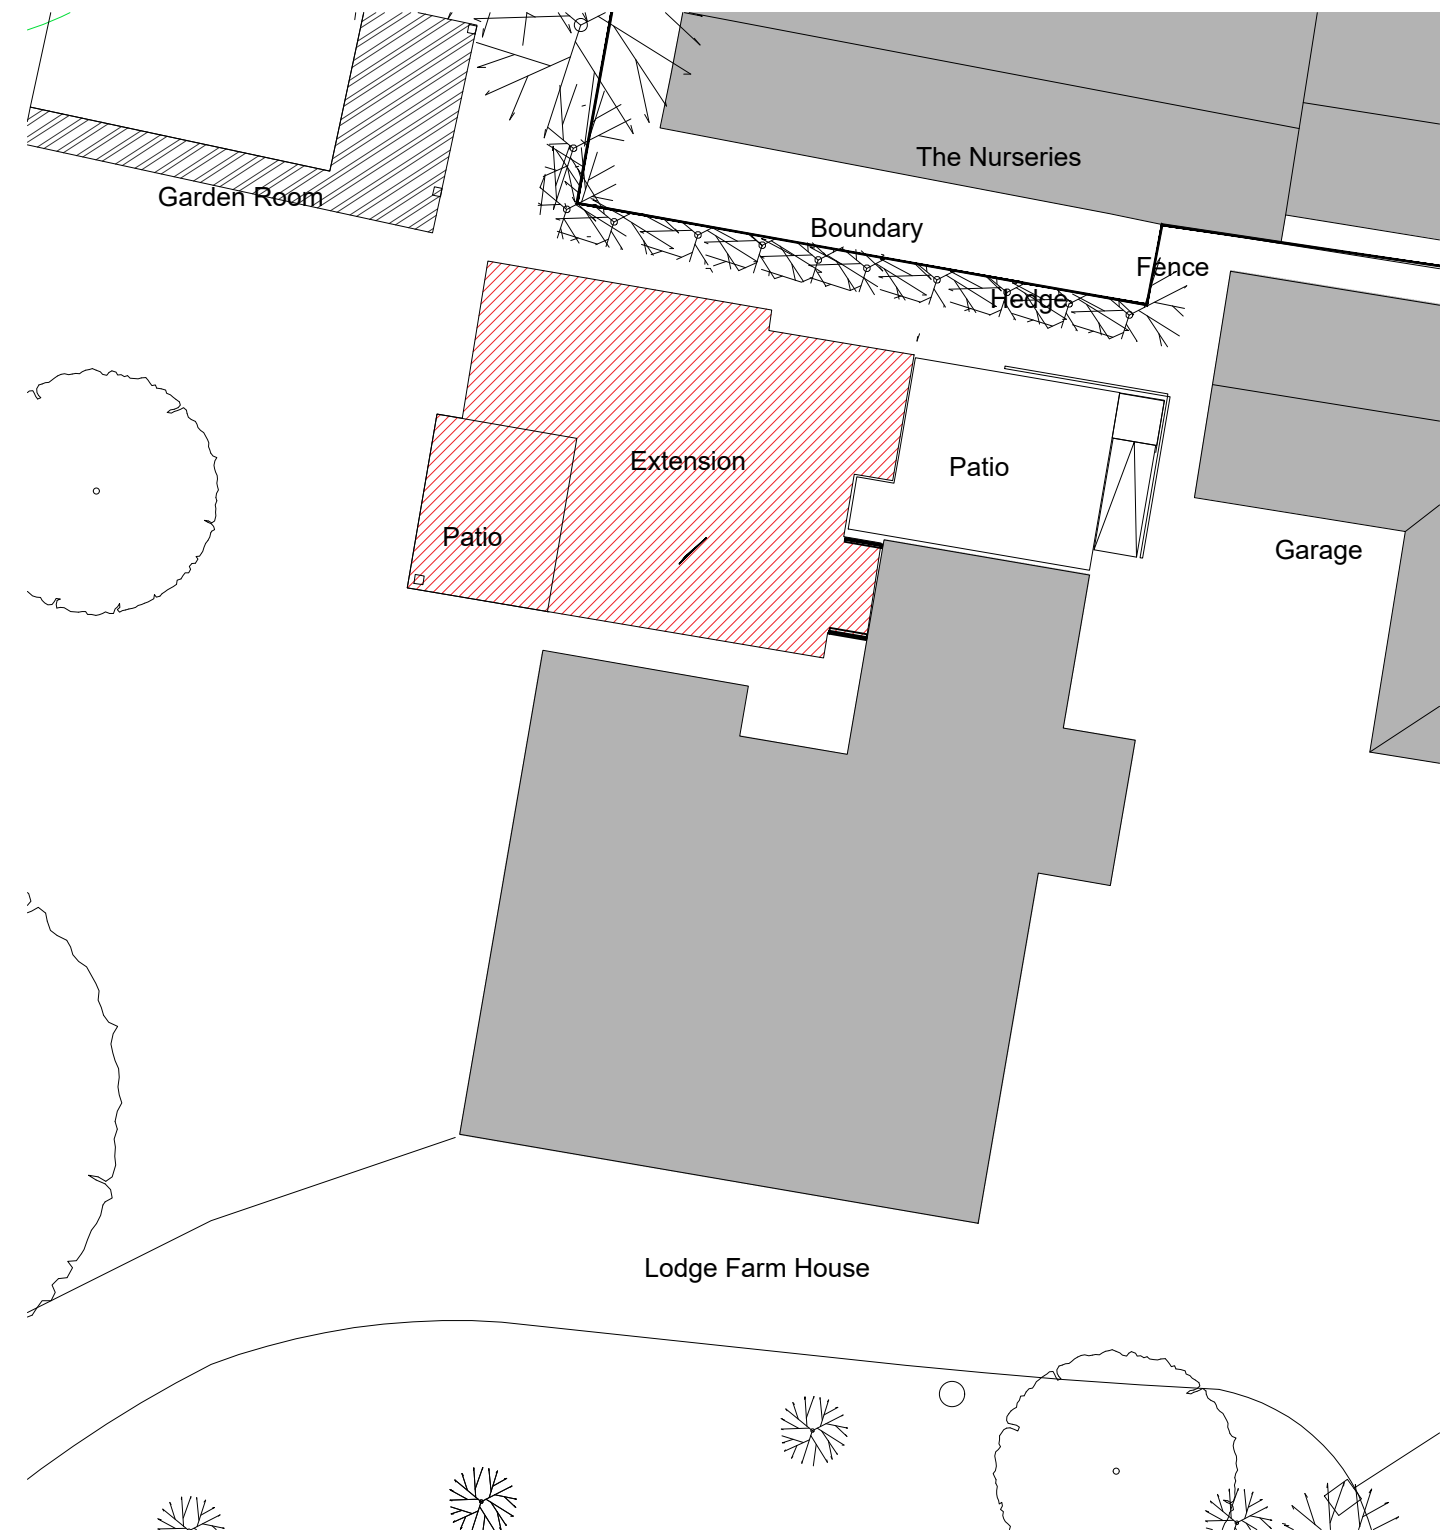 The Nurseries
Garden Room
Boundary
Fence
Hedge
Extension
Patio
Patio
Garage
Lodge Farm House